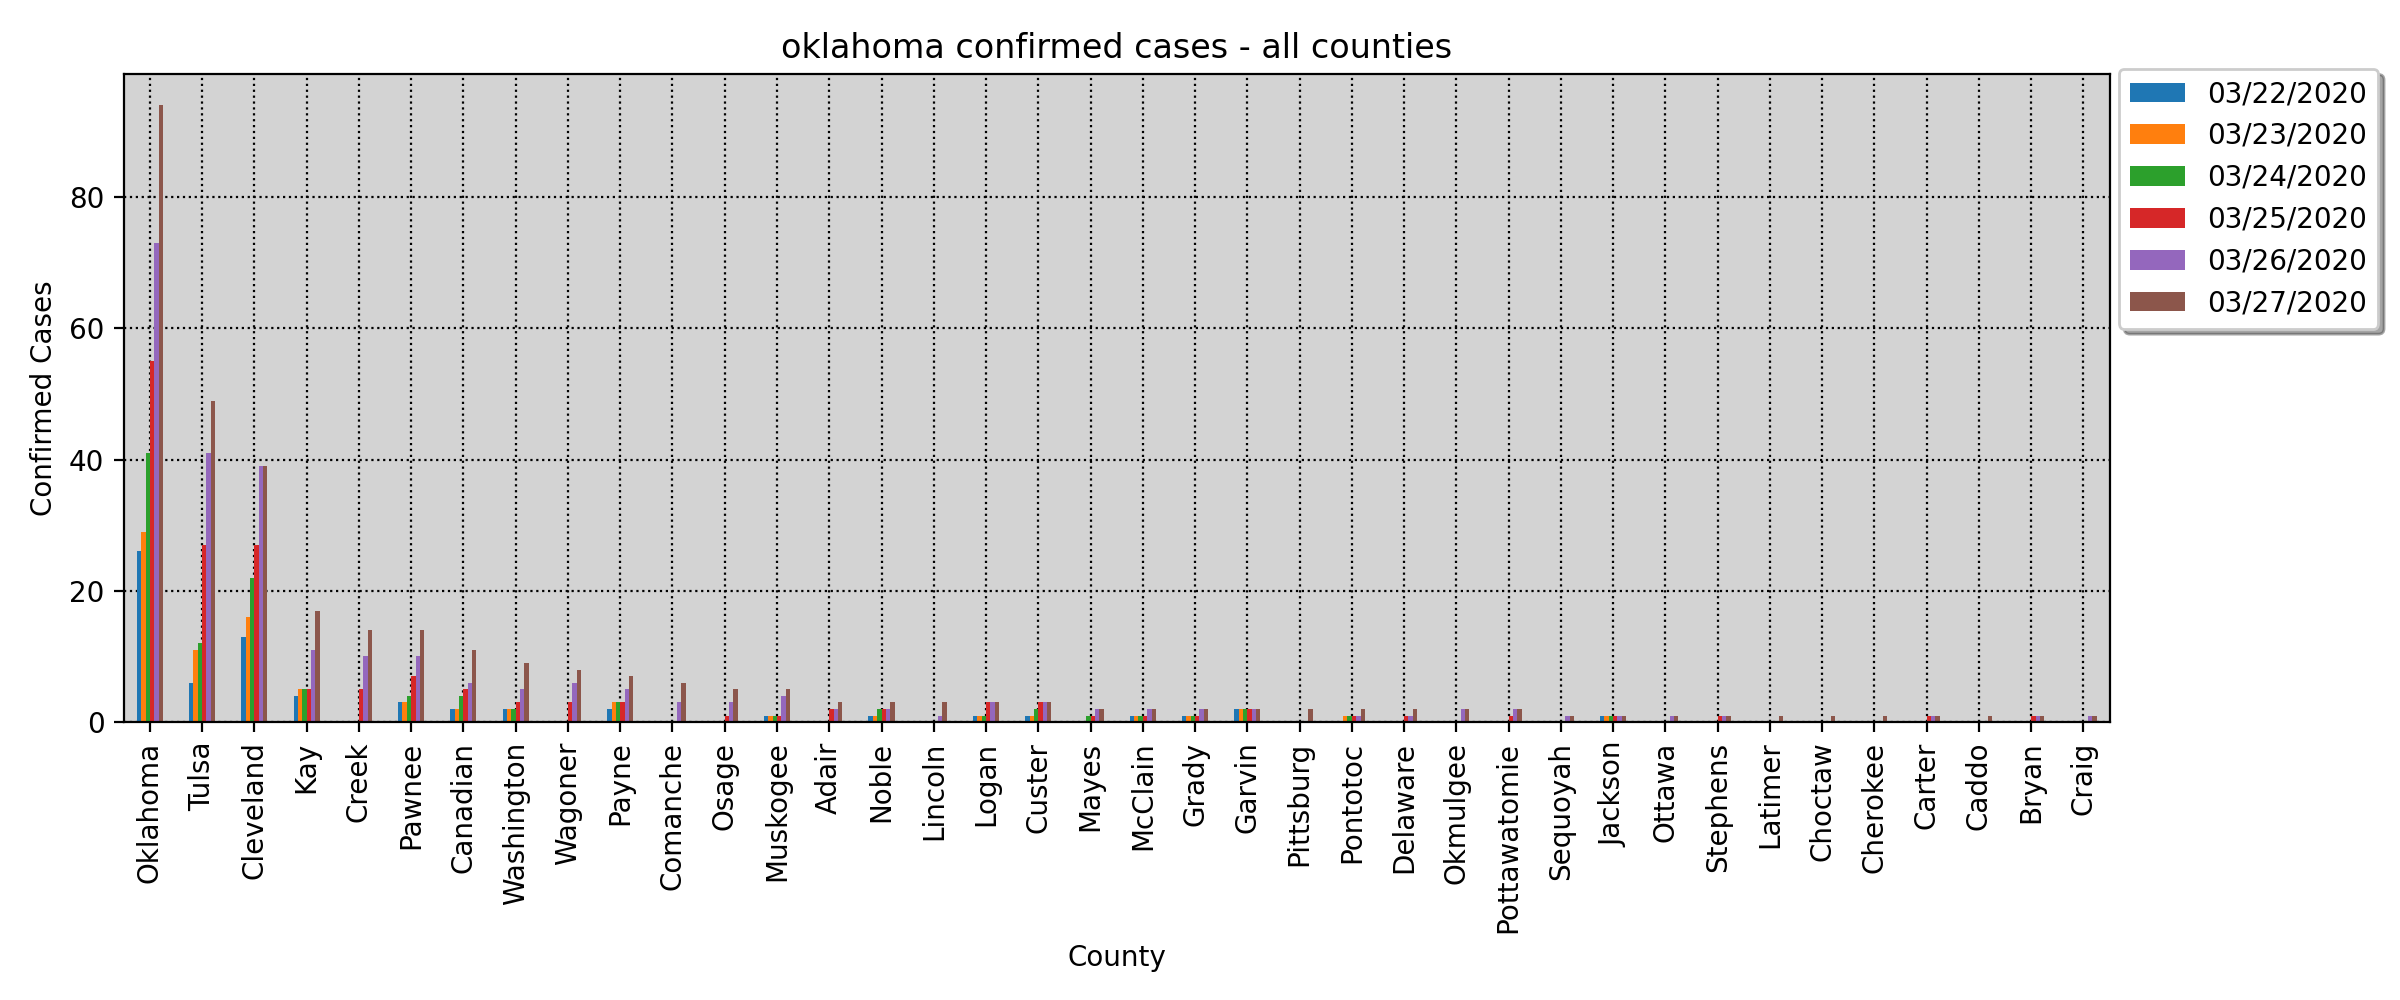 oklahoma confirmed cases - all counties
03/22/2020
03/23/2020
03/24/2020
03/25/2020
03/26/2020
03/27/2020
Confirmed Cases
80
60
40
20
0
Oklahoma
Tulsa
Cleveland
Kay
Creek
Pawnee
Canadian
Washington
Wagoner
Payne
Comanche
Osage
Muskogee
Adair
Noble
Lincoln
Logan
Custer
Mayes
McClain
Grady
Garvin
Pittsburg
Pontotoc
Delaware
Okmulgee
Pottawatomie
Sequoyah
Jackson
Ottawa
Stephens
Latimer
Choctaw
Cherokee
Carter
Caddo
Bryan
Craig
County